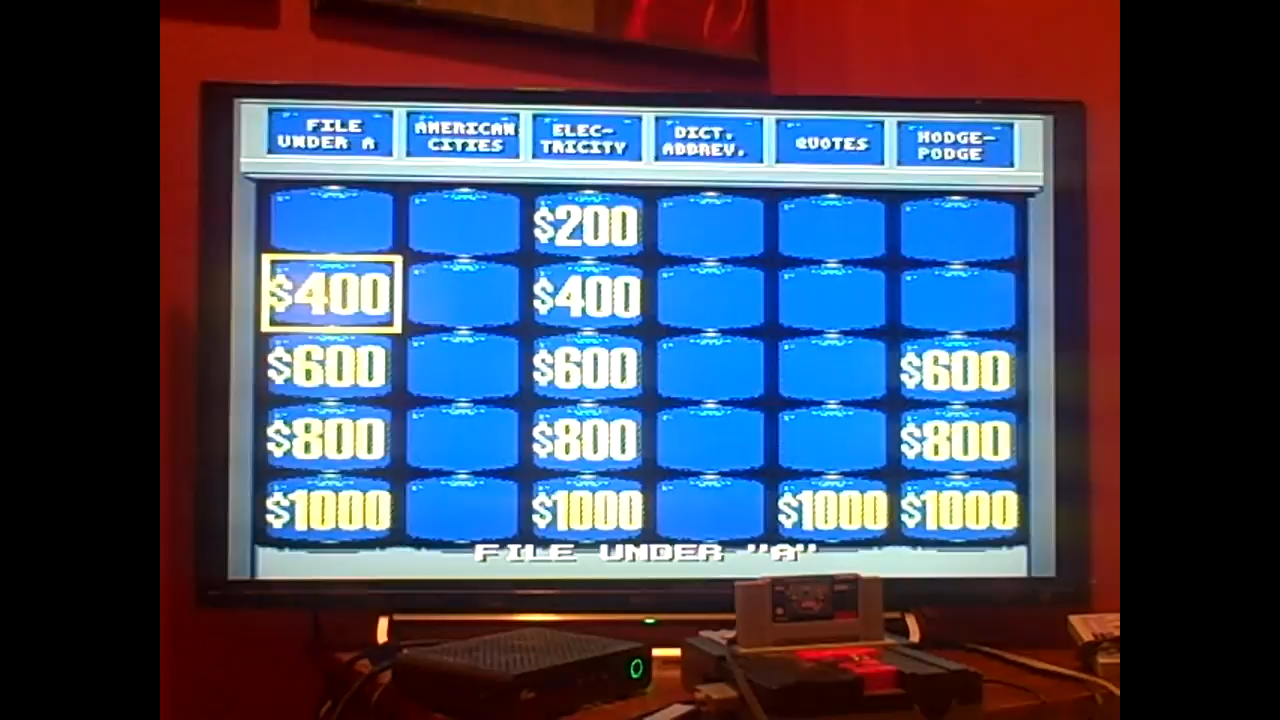 FILE
UNDER A
AMERICAN
CITIES
ELEC-
TRICITY
DICT.
ABBREV.
QUOTES
HODGE-
PODGE
$200
$400
$400
$600
$600
$600
$800
$800
$800
$1000
$1000
$1000
$1000
FILE UNDER "A"